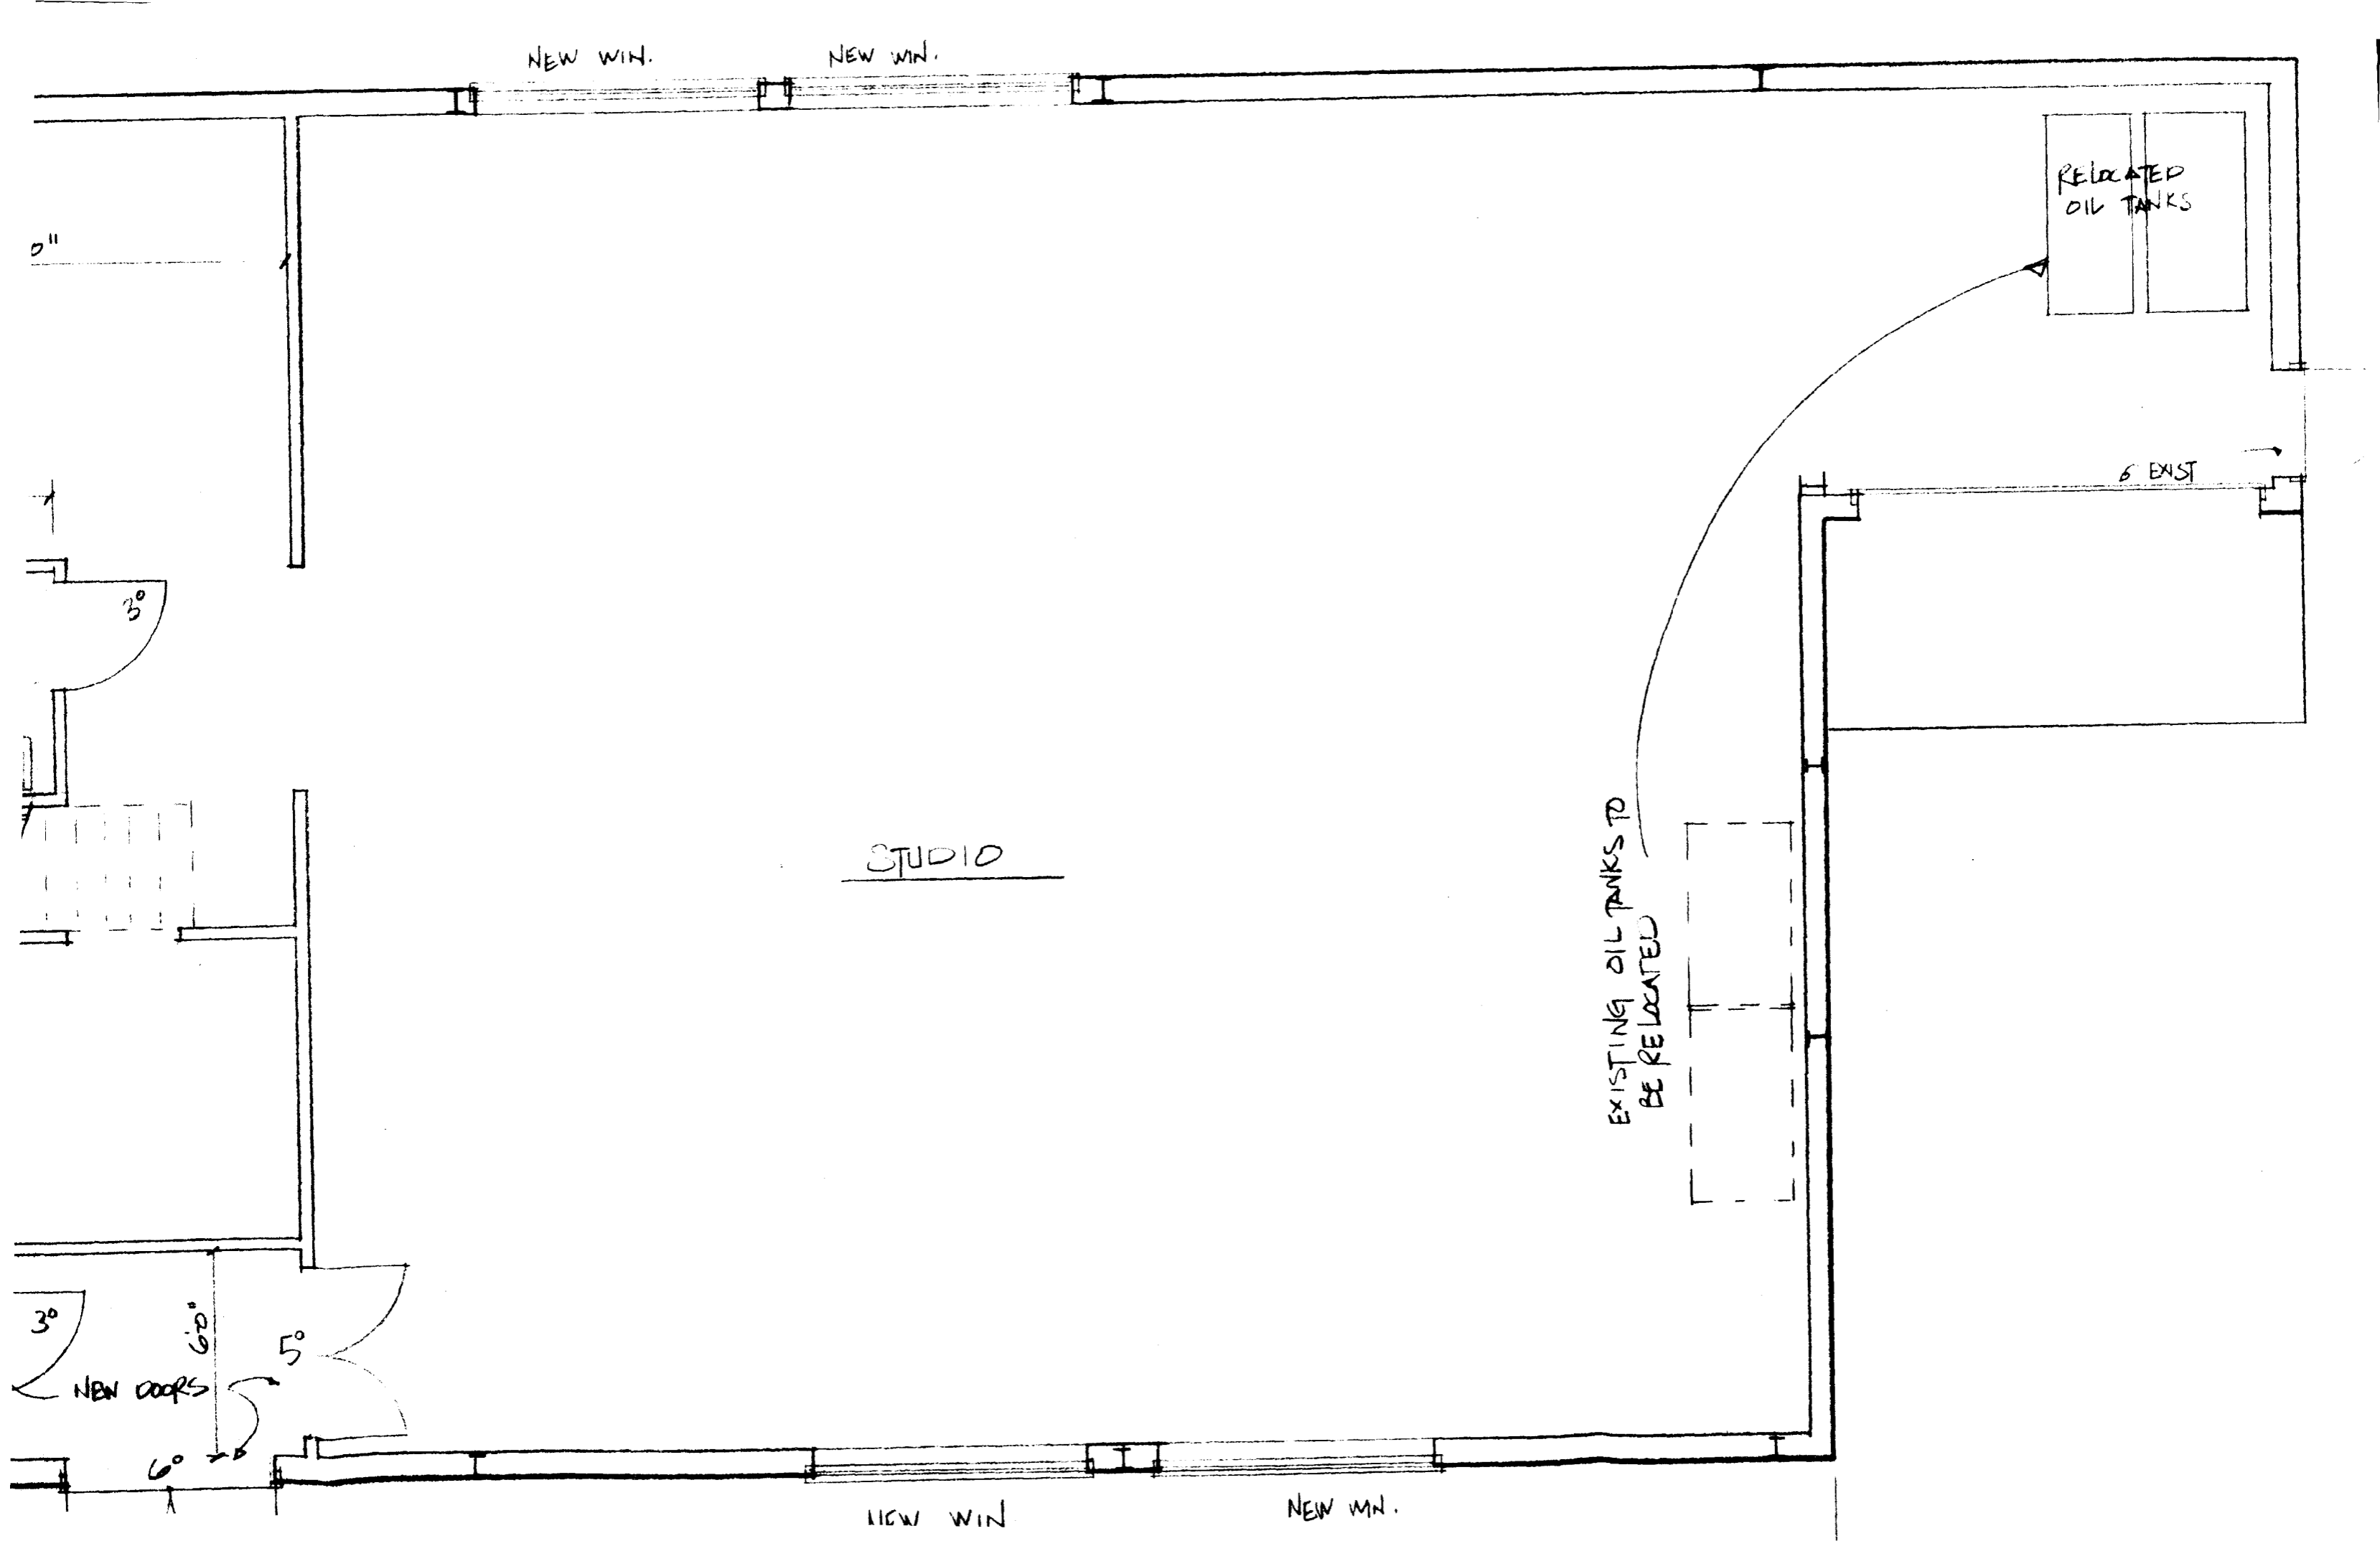 NEW WIN.
NEW WIN.
RELOCATED
OIL TANKS
0"
6 EXIST
3°
STUDIO
EXISTING OIL TANKS TO
BE RELOCATED
3°
6'0"
5°
NEW DOORS
6°
NEW WIN
NEW WIN.